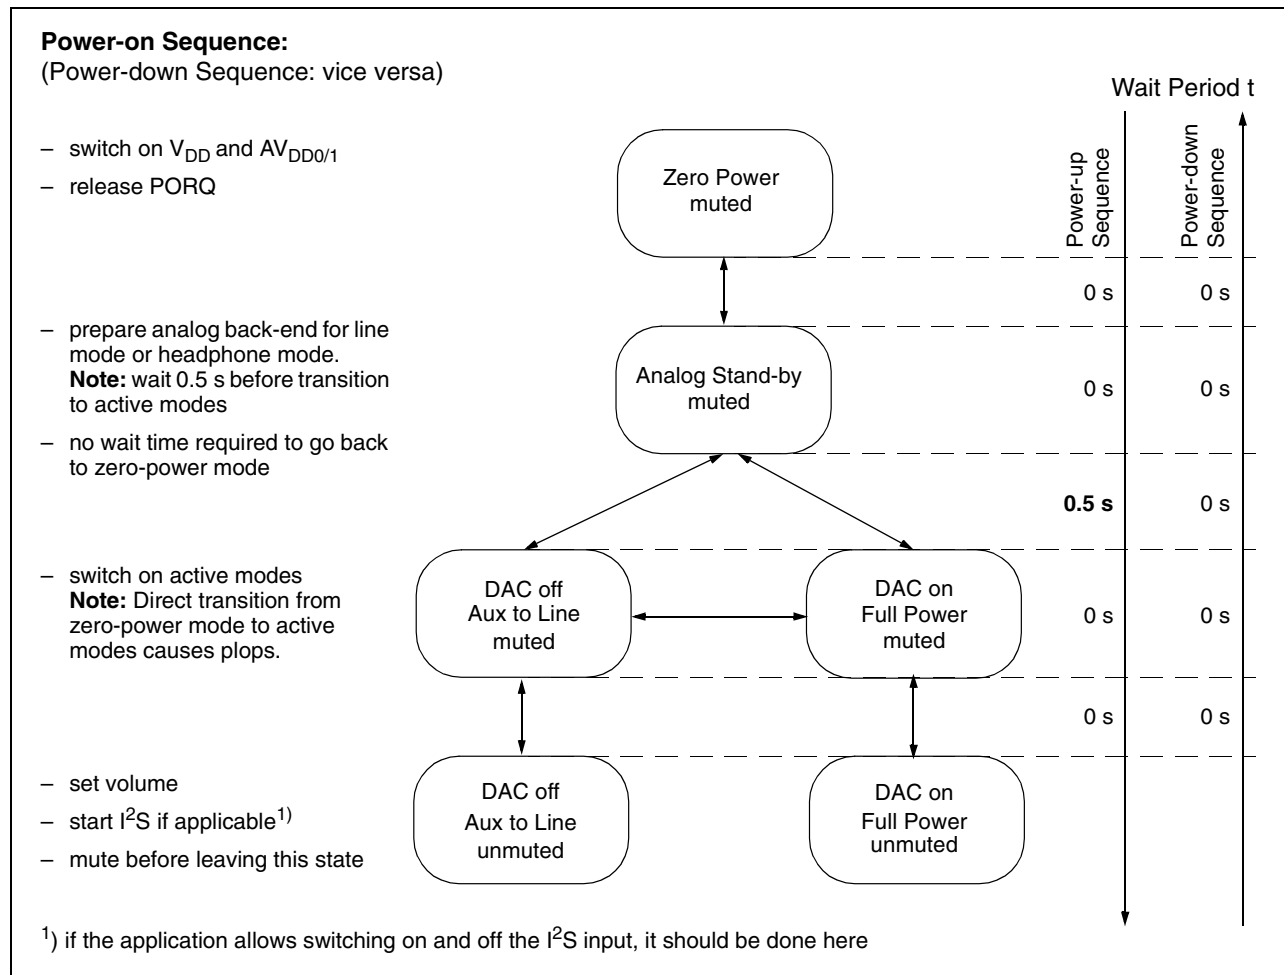 Power-on Sequence:
(Power-down Sequence: vice versa)
Wait Period t
– switch on VDD and AVDD0/1
– release PORQ
Zero Power
muted
Power-up
Sequence
Power-down
Sequence
0 s
0 s
– prepare analog back-end for line
mode or headphone mode.
Note: wait 0.5 s before transition
to active modes
– no wait time required to go back
to zero-power mode
Analog Stand-by
muted
0 s
0 s
0.5 s
0 s
– switch on active modes
Note: Direct transition from
zero-power mode to active
modes causes plops.
DAC off
Aux to Line
muted
DAC on
Full Power
muted
0 s
0 s
0 s
0 s
– set volume
– start I²S if applicable¹⁾
– mute before leaving this state
DAC off
Aux to Line
unmuted
DAC on
Full Power
unmuted
¹) if the application allows switching on and off the I²S input, it should be done here